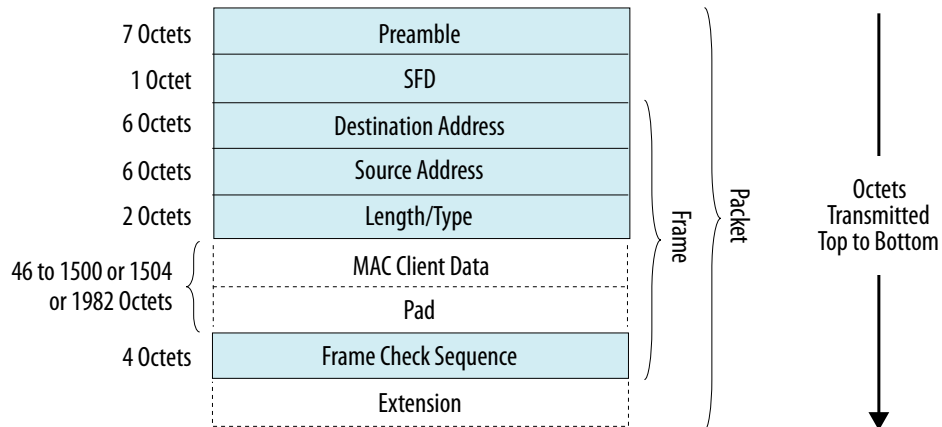 7 Octets
Preamble
1 Octet
SFD
6 Octets
Destination Address
6 Octets
Source Address
2 Octets
Length/Type
46 to 1500 or 1504
or 1982 Octets
MAC Client Data
Pad
4 Octets
Frame Check Sequence
Extension
Frame
Packet
Octets
Transmitted
Top to Bottom